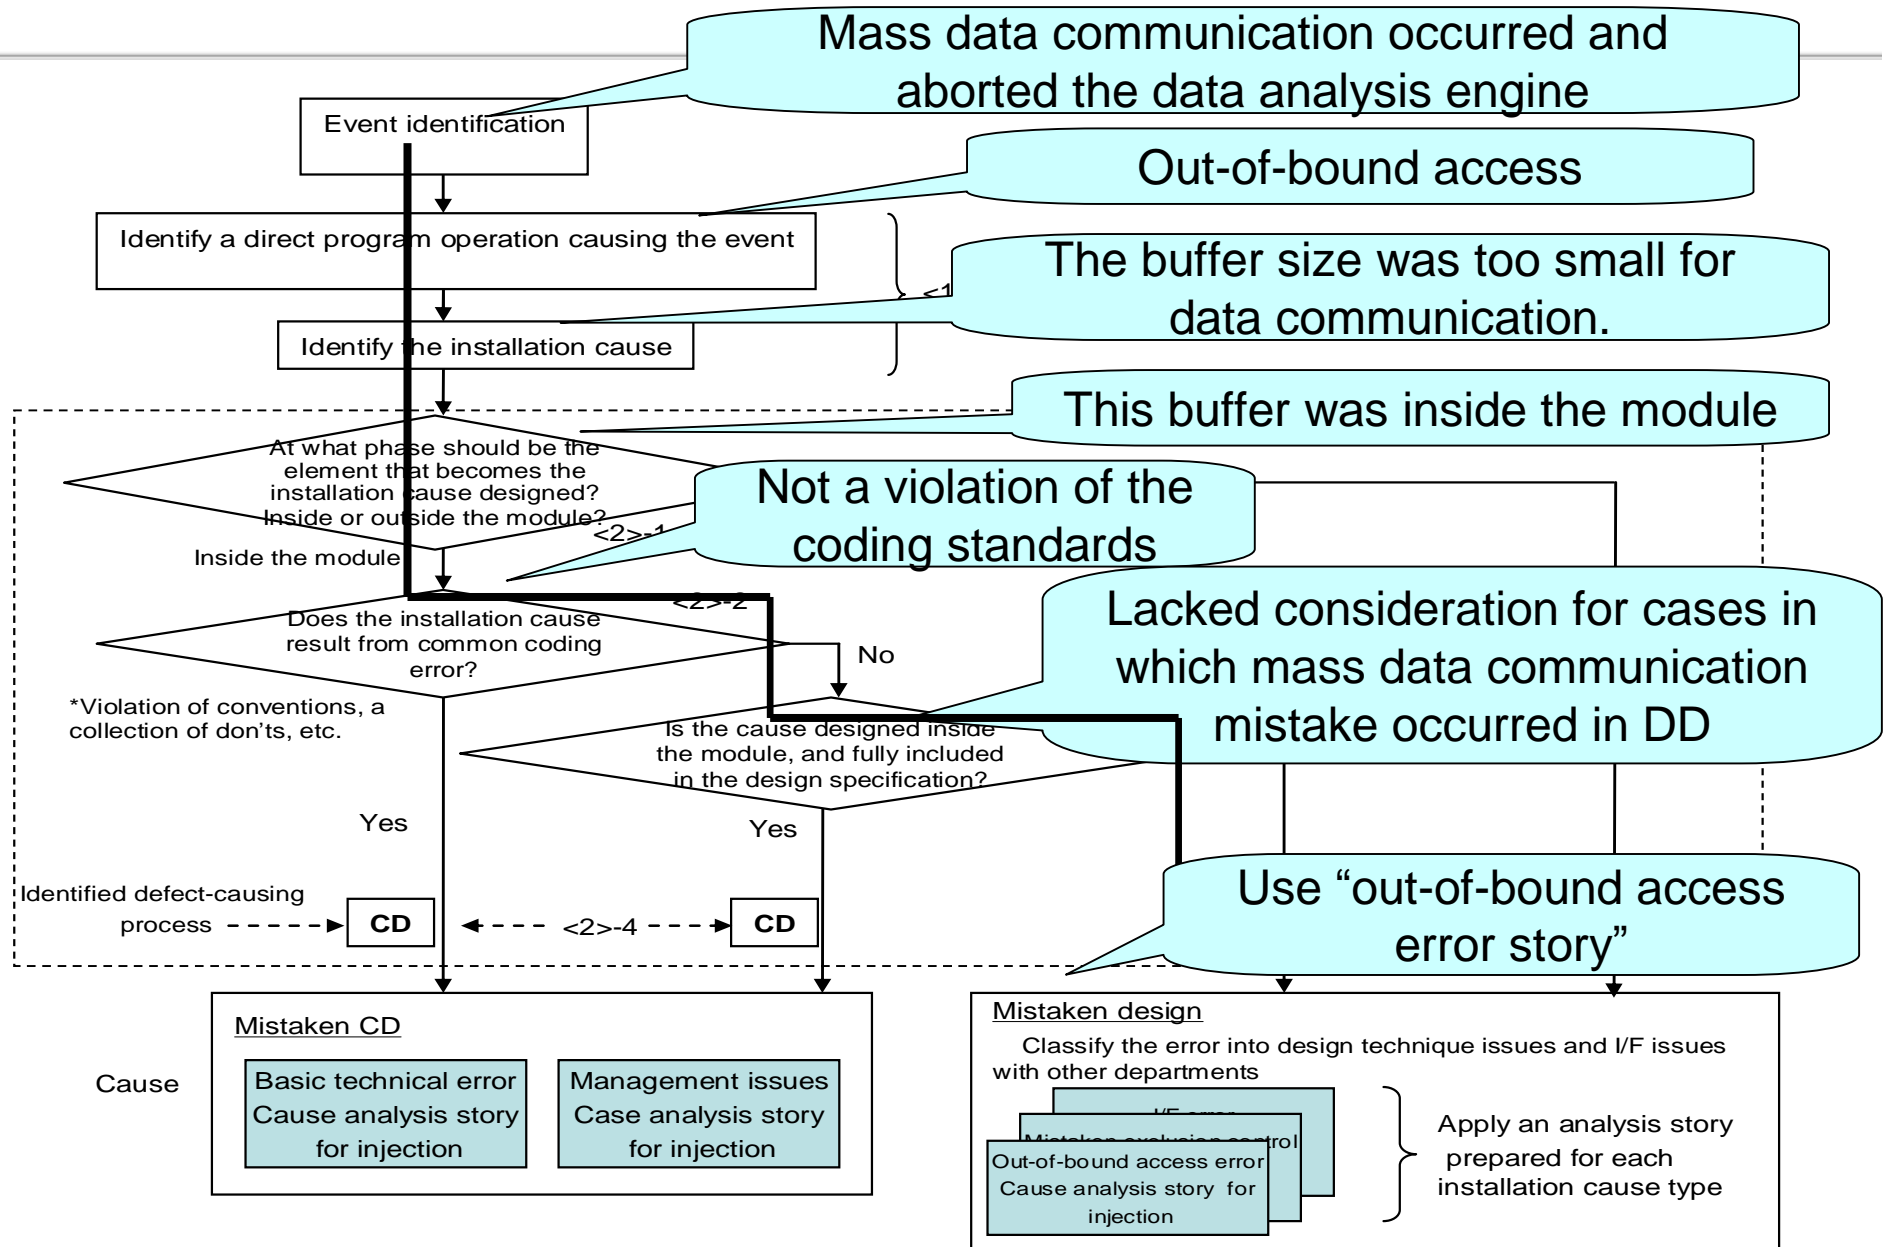 Mass data communication occurred and
aborted the data analysis engine
Event identification
Out-of-bound access
Identify a direct program operation causing the event
The buffer size was too small for
data communication.
<1
Identify the installation cause
This buffer was inside the module
At what phase should be the
element that becomes the
installation cause designed?
Inside or outside the module?
Not a violation of the
coding standards
<2>-1
Inside the module
<2>-2
Does the installation cause
result from common coding
error?
No
Lacked consideration for cases in
which mass data communication
mistake occurred in DD
*Violation of conventions, a
collection of don’ts, etc.
Is the cause designed inside
the module, and fully included
in the design specification?
Yes
Yes
Use “out-of-bound access
error story”
Identified defect-causing
process
CD
<2>-4
CD
Mistaken CD
Mistaken design
Classify the error into design technique issues and I/F issues
with other departments
Cause
Basic technical error
Cause analysis story
for injection
Management issues
Case analysis story
for injection
I/F error
Mistaken exclusion control
Out-of-bound access error
Cause analysis story for
injection
Apply an analysis story
prepared for each
installation cause type